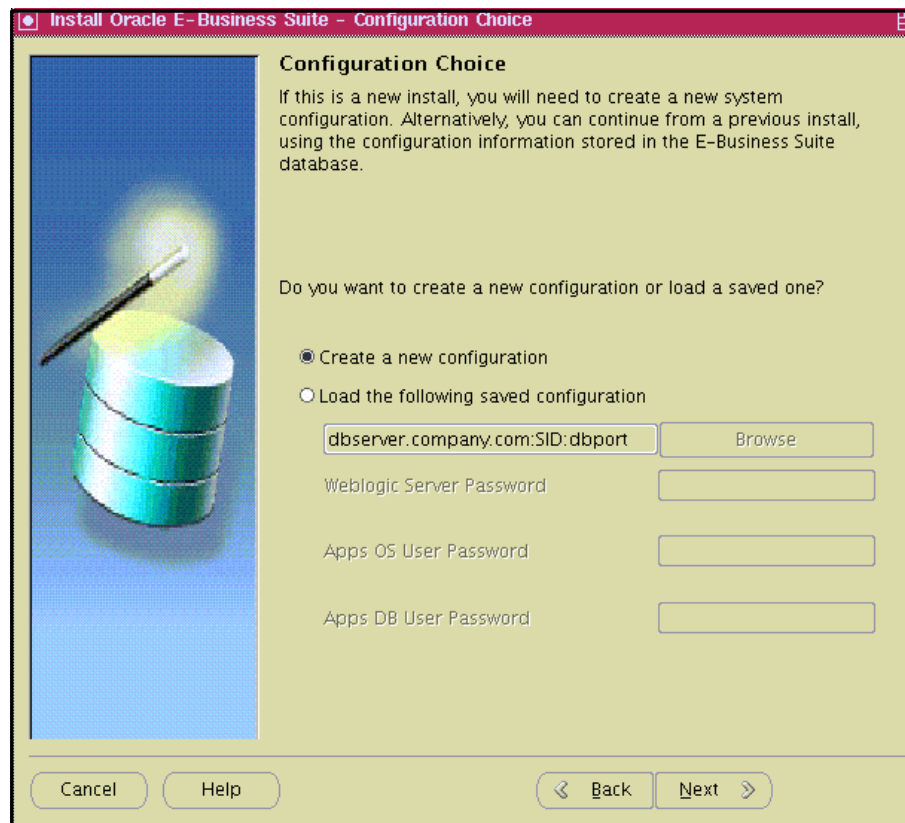 Install Oracle E-Business Suite - Configuration Choice
Configuration Choice
If this is a new install, you will need to create a new system
configuration. Alternatively, you can continue from a previous install,
using the configuration information stored in the E-Business Suite
database.
Do you want to create a new configuration or load a saved one?
Create a new configuration
Load the following saved configuration
dbserver.company.com:SID:dbport Browse
Weblogic Server Password
Apps OS User Password
Apps DB User Password
Cancel Help Back Next